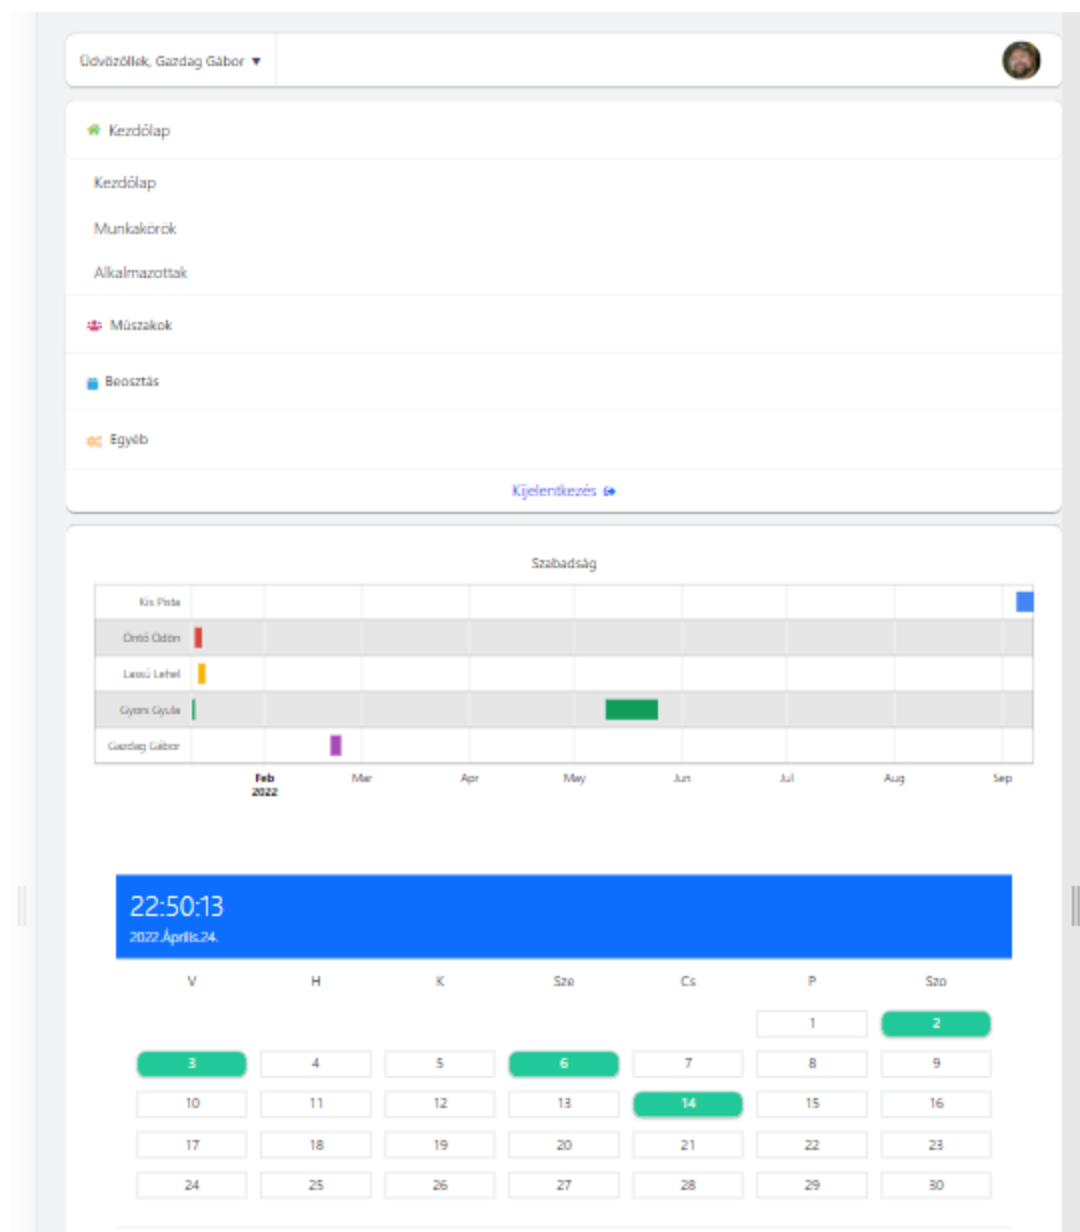 Üdvözöllek, Gazdag Gábor ▼
Kezdőlap
Kezdőlap
Munkakörök
Alkalmazottak
Műszakok
Beosztás
Egyéb
Kijelentkezés
Szabadság
Kis Pista
Öntő Ödön
Lassú Lehel
Gyors Gyula
Gazdag Gábor
Feb Mar Apr May Jun Jul Aug Sep
2022
22:50:13
2022.Április.24.
V H K Sze Cs P Szo
1 2
3 4 5 6 7 8 9
10 11 12 13 14 15 16
17 18 19 20 21 22 23
24 25 26 27 28 29 30